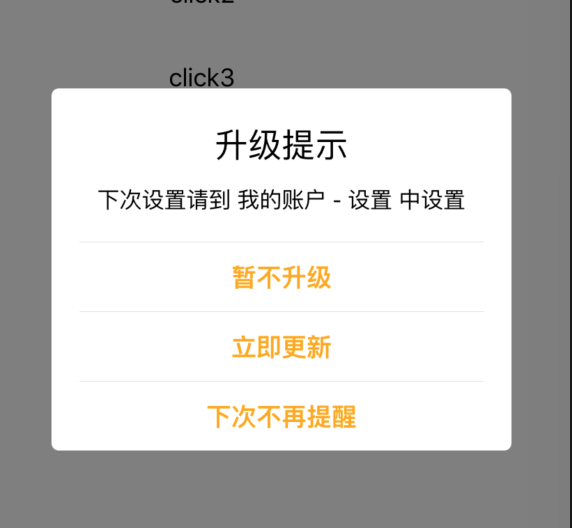 click2
click3
升级提示
下次设置请到 我的账户 - 设置 中设置
暂不升级
立即更新
下次不再提醒